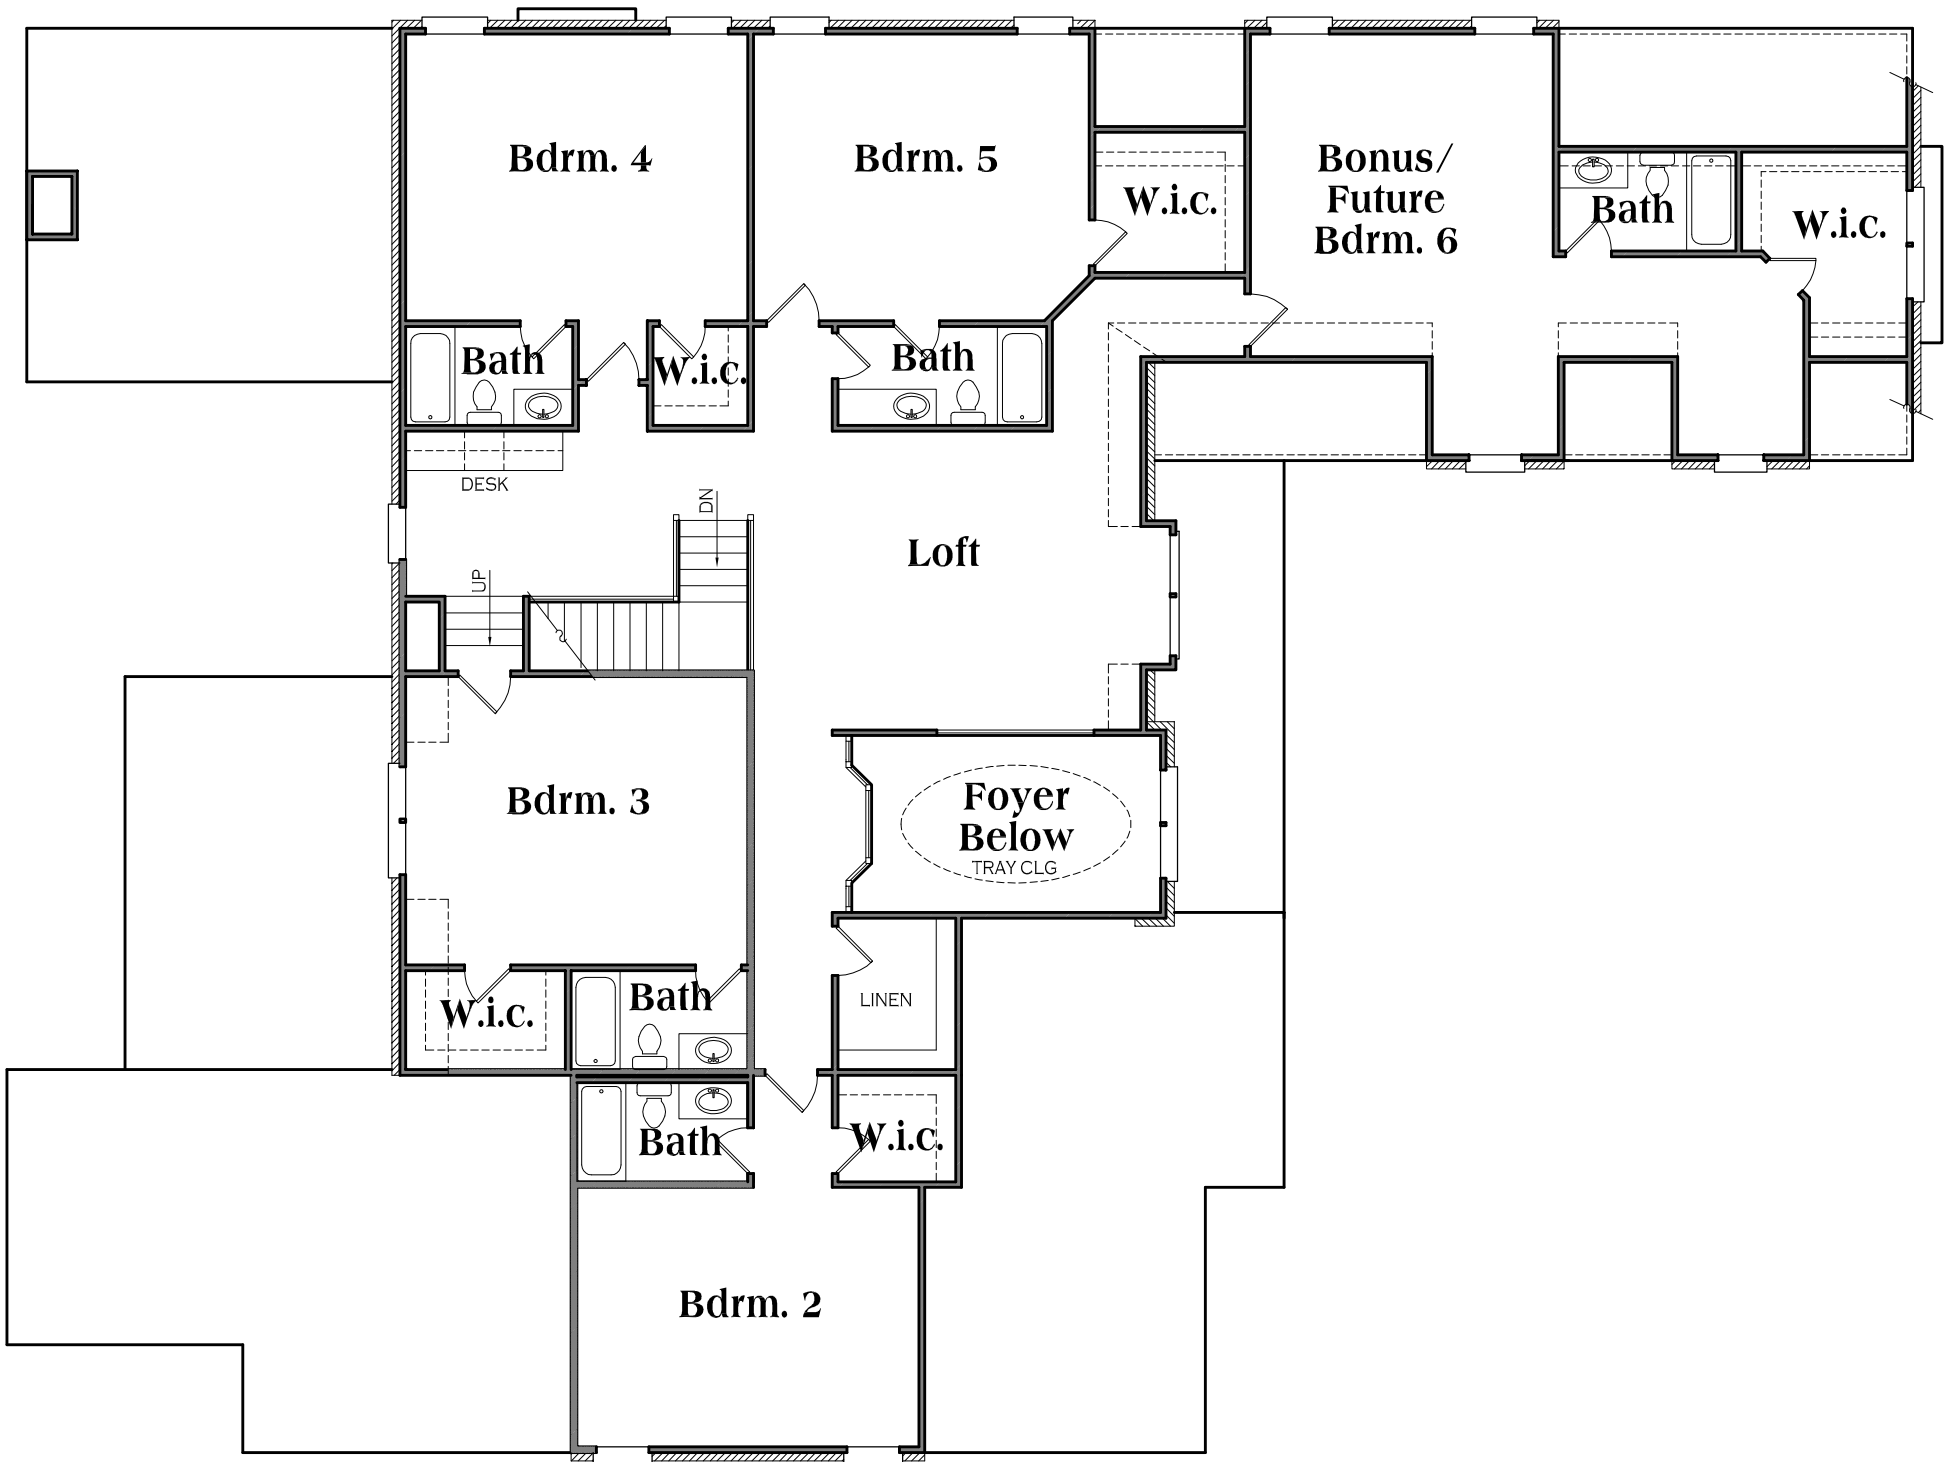 Bdrm. 4
Bdrm. 5
W.i.c.
Bonus/
Future
Bdrm. 6
Bath
W.i.c.
Bath
W.i.c.
Bath
DESK
DN
UP
Loft
Bdrm. 3
Foyer
Below
TRAY CLG
W.i.c.
Bath
LINEN
Bath
W.i.c.
Bdrm. 2